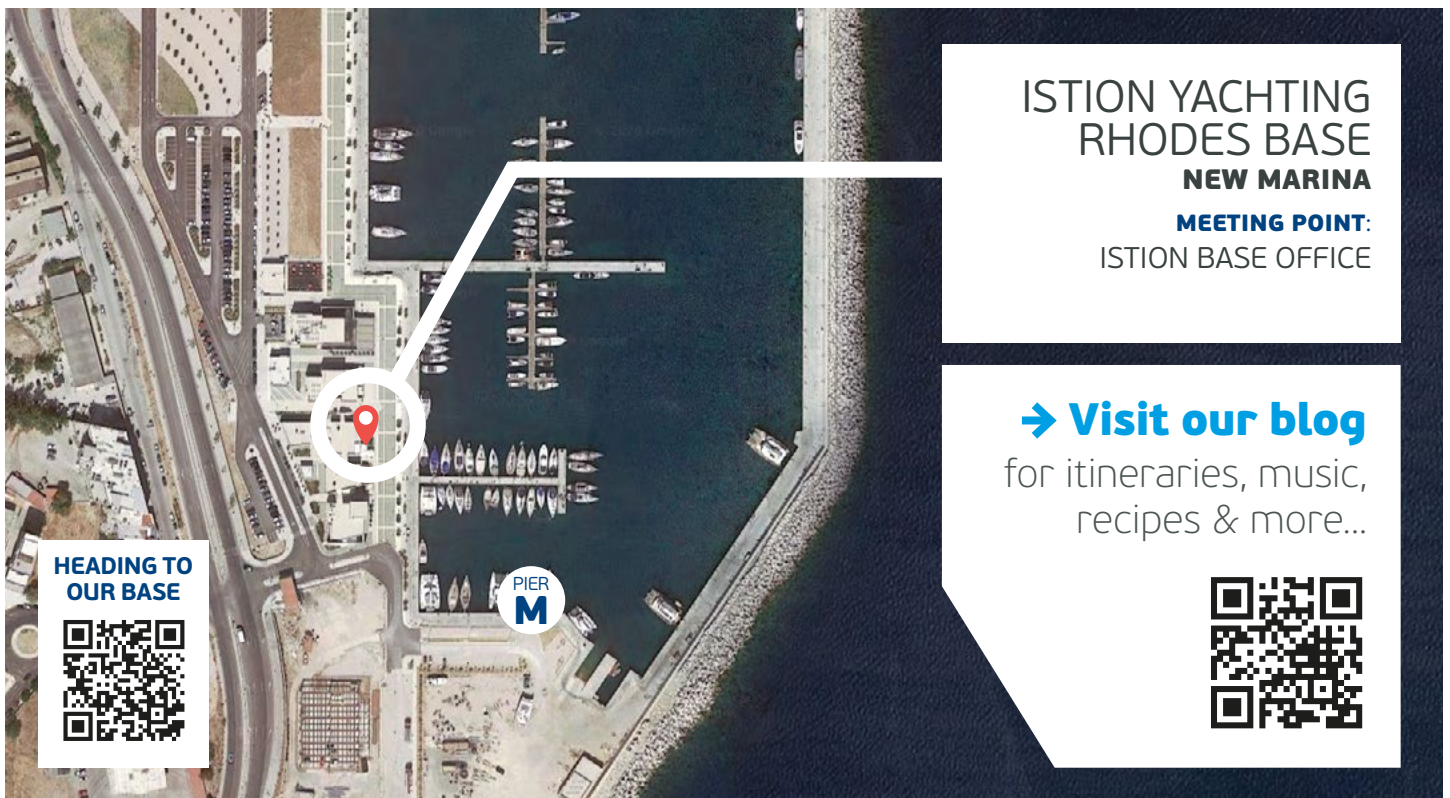 ISTION YACHTING
RHODES BASE
NEW MARINA
MEETING POINT:
ISTION BASE OFFICE
→ Visit our blog
for itineraries, music,
recipes & more...
HEADING TO
OUR BASE
PIER
M